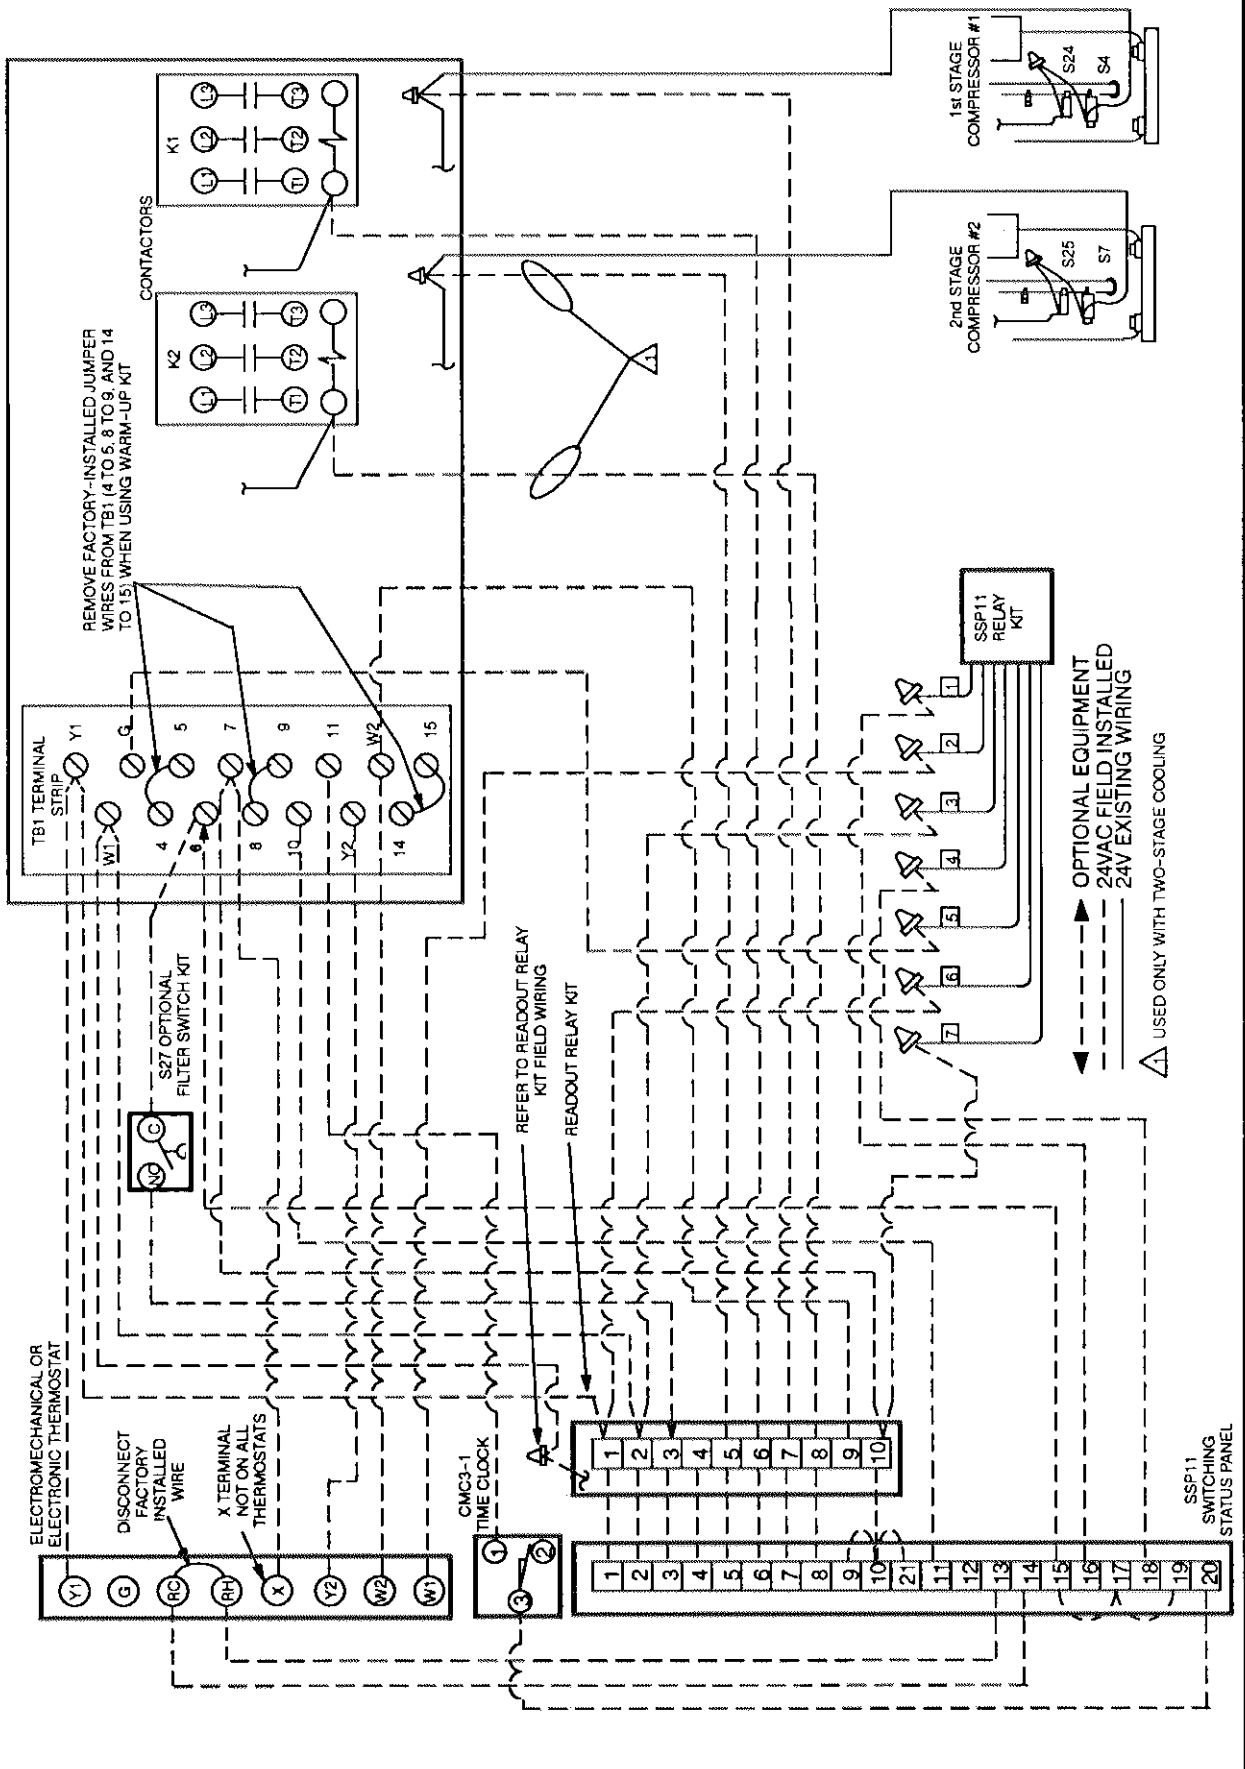 ELECTROMECHANICAL OR
ELECTRONIC THERMOSTAT
DISCONNECT
FACTORY
INSTALLED
WIRE
X TERMINAL
NOT ON ALL
THERMOSTATS
Y1
G
RC
RH
X
Y2
W2
W1
CMC3-1
TIME CLOCK
1
2
3
S27 OPTIONAL
FILTER SWITCH KIT
NO
C
TB1 TERMINAL
STRIP
Y1
W1
G
4
5
6
7
8
9
10
11
Y2
W2
14
15
REMOVE FACTORY-INSTALLED JUMPER
WIRES FROM TB1 (4 TO 5, 8 TO 9, AND 14
TO 15) WHEN USING WARM-UP KIT
CONTACTORS
K2
L1
L2
L3
T1
T2
T3
K1
L1
L2
L3
T1
T2
T3
1
REFER TO READOUT RELAY
KIT FIELD WIRING
READOUT RELAY KIT
1
2
3
4
5
6
7
8
9
10
1
2
3
4
5
6
7
8
9
10
21
11
12
13
14
15
16
17
18
19
20
SSP11
SWITCHING
STATUS PANEL
7
6
5
4
3
2
1
SSP11
RELAY
KIT
2nd STAGE
COMPRESSOR #2
S25
S7
1st STAGE
COMPRESSOR #1
S24
S4
OPTIONAL EQUIPMENT
24VAC FIELD INSTALLED
24V EXISTING WIRING
1 USED ONLY WITH TWO-STAGE COOLING